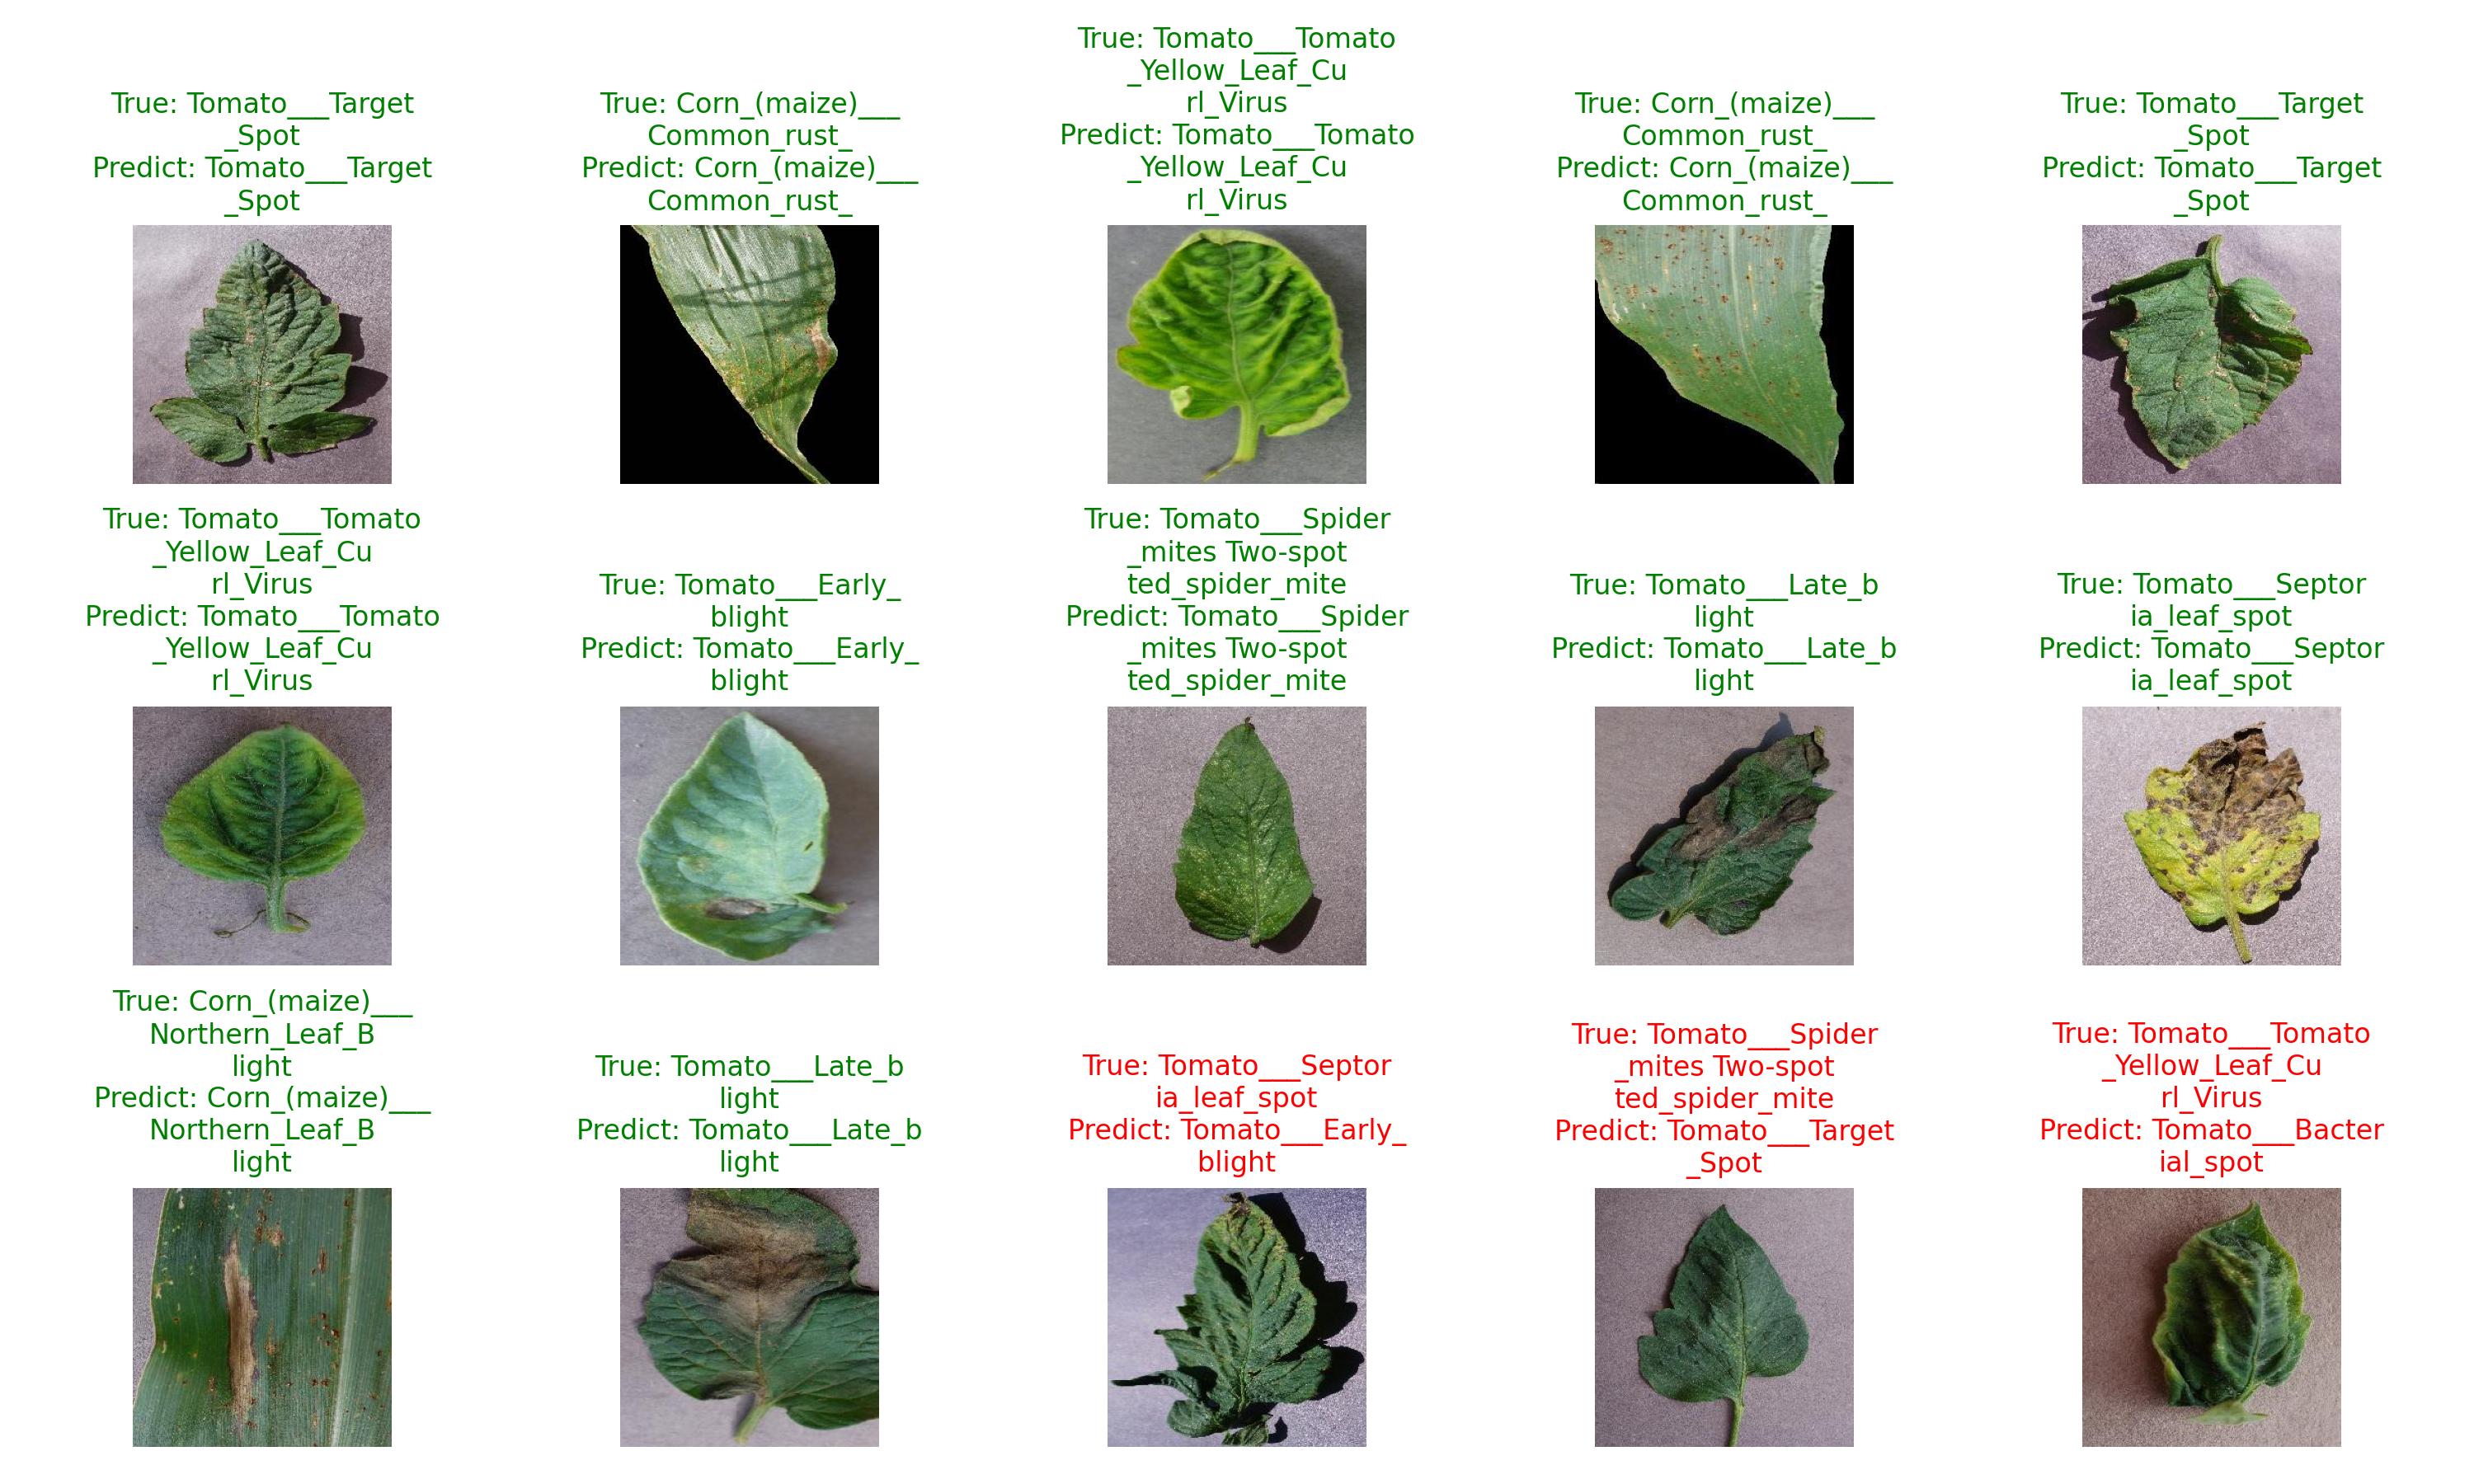 True: Tomato___Target
_Spot
Predict: Tomato___Target
_Spot
True: Corn_(maize)___
Common_rust_
Predict: Corn_(maize)___
Common_rust_
True: Tomato___Tomato
_Yellow_Leaf_Cu
rl_Virus
Predict: Tomato___Tomato
_Yellow_Leaf_Cu
rl_Virus
True: Corn_(maize)___
Common_rust_
Predict: Corn_(maize)___
Common_rust_
True: Tomato___Target
_Spot
Predict: Tomato___Target
_Spot
True: Tomato___Tomato
_Yellow_Leaf_Cu
rl_Virus
Predict: Tomato___Tomato
_Yellow_Leaf_Cu
rl_Virus
True: Tomato___Early_
blight
Predict: Tomato___Early_
blight
True: Tomato___Spider
_mites Two-spot
ted_spider_mite
Predict: Tomato___Spider
_mites Two-spot
ted_spider_mite
True: Tomato___Late_b
light
Predict: Tomato___Late_b
light
True: Tomato___Septor
ia_leaf_spot
Predict: Tomato___Septor
ia_leaf_spot
True: Corn_(maize)___
Northern_Leaf_B
light
Predict: Corn_(maize)___
Northern_Leaf_B
light
True: Tomato___Late_b
light
Predict: Tomato___Late_b
light
True: Tomato___Septor
ia_leaf_spot
Predict: Tomato___Early_
blight
True: Tomato___Spider
_mites Two-spot
ted_spider_mite
Predict: Tomato___Target
_Spot
True: Tomato___Tomato
_Yellow_Leaf_Cu
rl_Virus
Predict: Tomato___Bacter
ial_spot